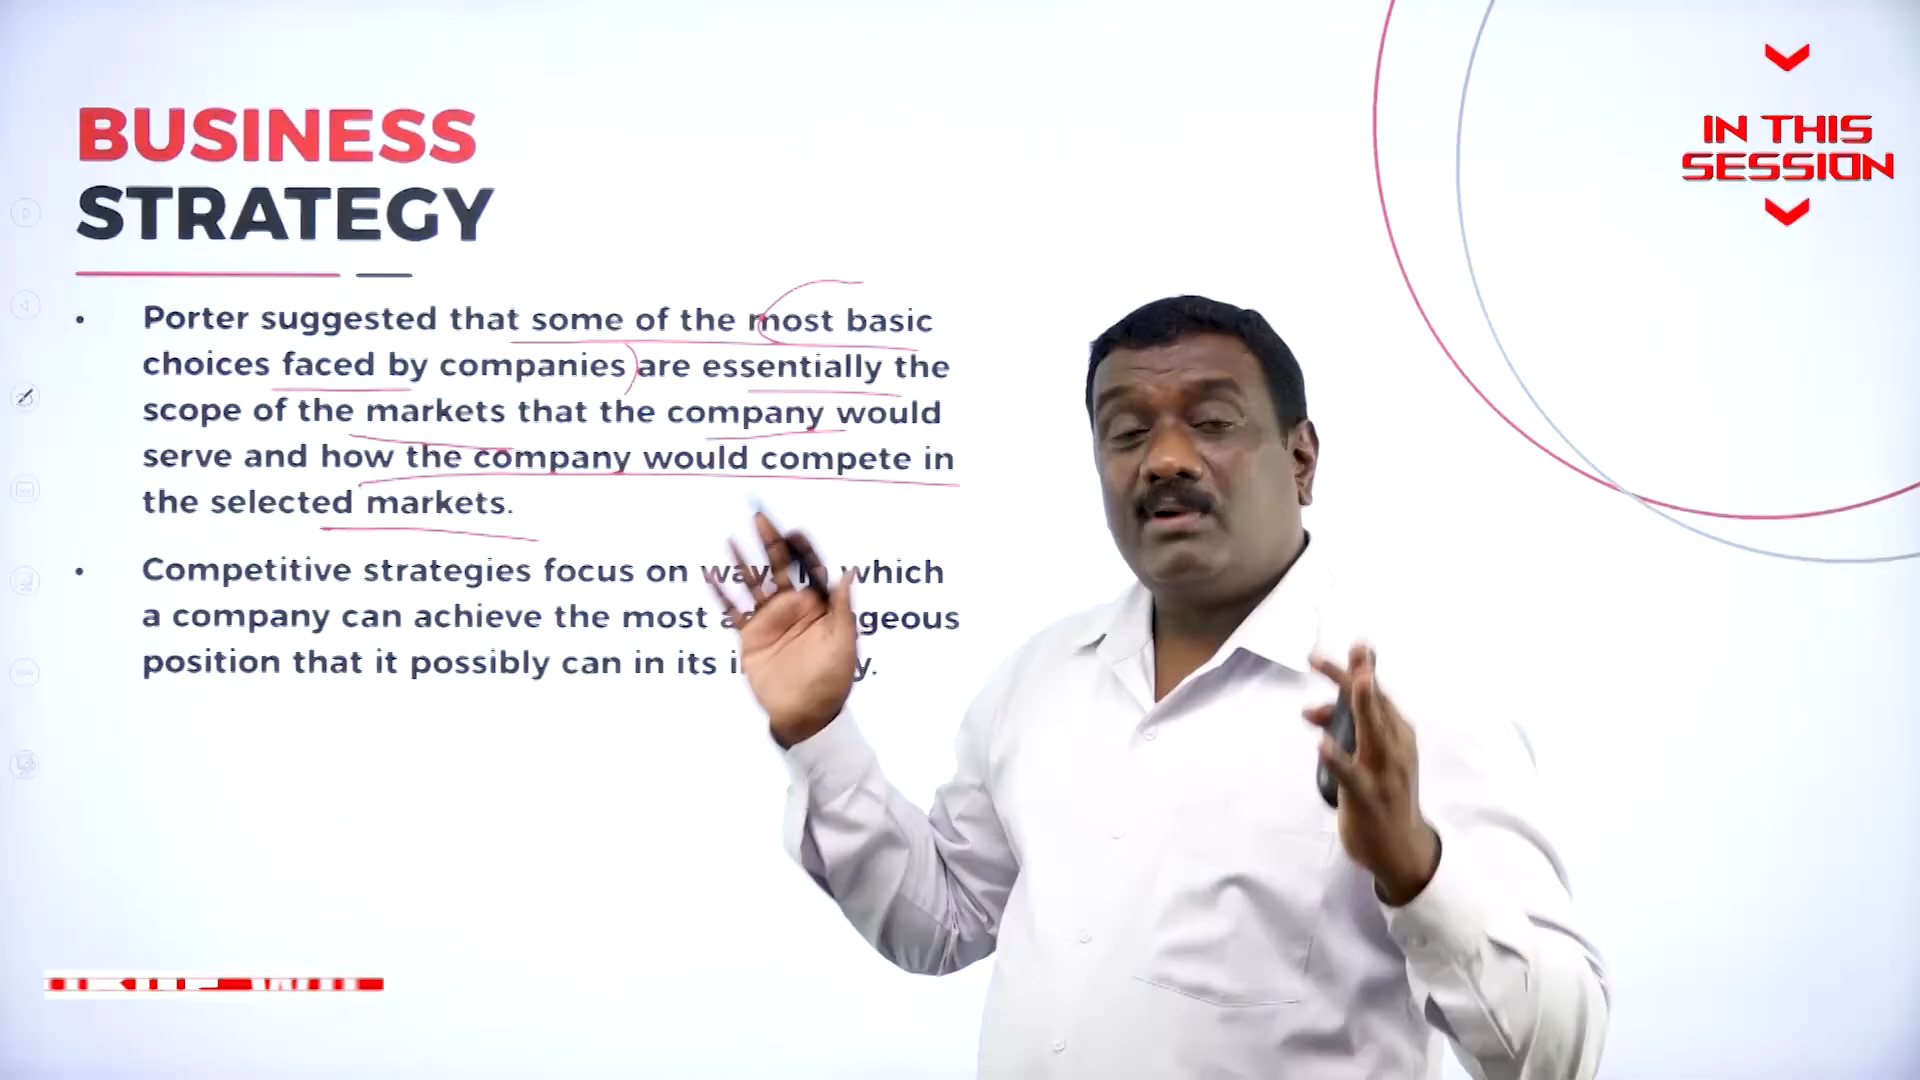 BUSINESS
STRATEGY
IN THIS
SESSION
• Porter suggested that some of the most basic
choices faced by companies are essentially the
scope of the markets that the company would
serve and how the company would compete in
the selected markets.
• Competitive strategies focus on which
a company can achieve the most
position that it possibly can in its